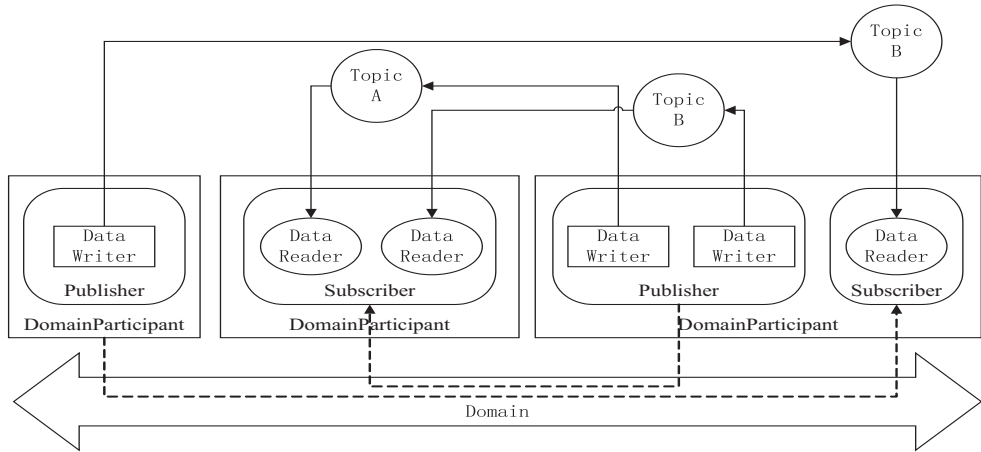 Topic
B
Topic
A
Topic
B
Data
Writer
Publisher
DomainParticipant
Data
Reader
Data
Reader
Subscriber
DomainParticipant
Data
Writer
Data
Writer
Publisher
DomainParticipant
Data
Reader
Subscriber
Domain